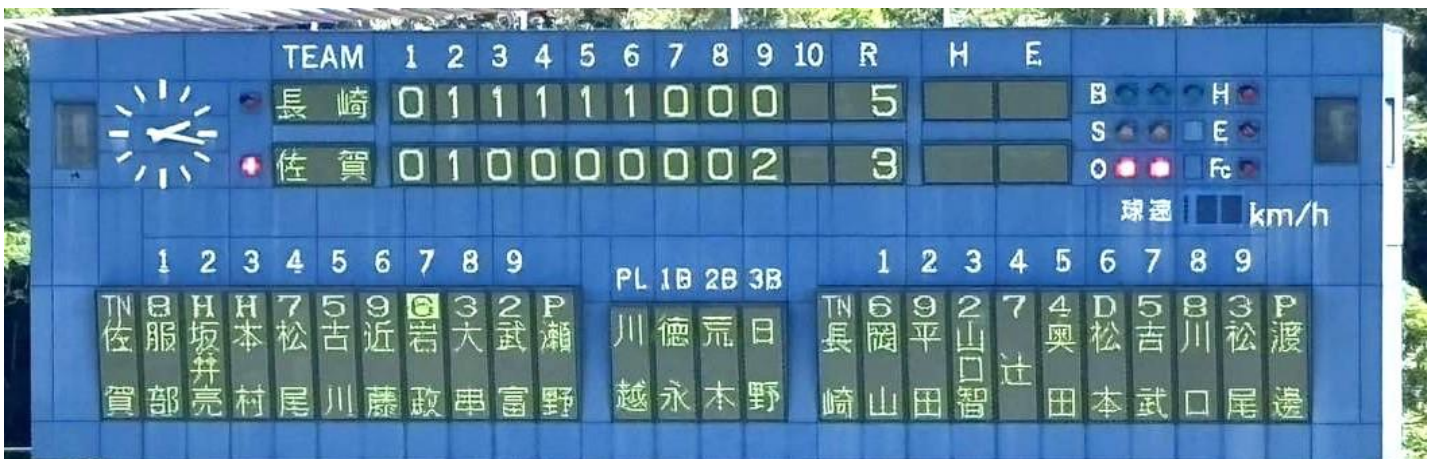 TEAM 1 2 3 4 5 6 7 8 9 10 R H E
長崎 0 1 1 1 1 1 0 0 0 5 B H
S E
佐賀 0 1 0 0 0 0 0 0 2 3 O Fc
球速 km/h
1 2 3 4 5 6 7 8 9
TN 8 H H 7 5 9 6 3 2 P
佐賀 服部 坂井亮 本村 松尾 古川 近藤 岩政 大串 武富 瀬野
PL 1B 2B 3B
川越 徳永 荒木 日野
1 2 3 4 5 6 7 8 9
TN 6 9 2 7 4 D 5 8 3 P
長崎 岡山 平田 山口智 辻 奥田 松本 吉武 川口 松尾 渡邊